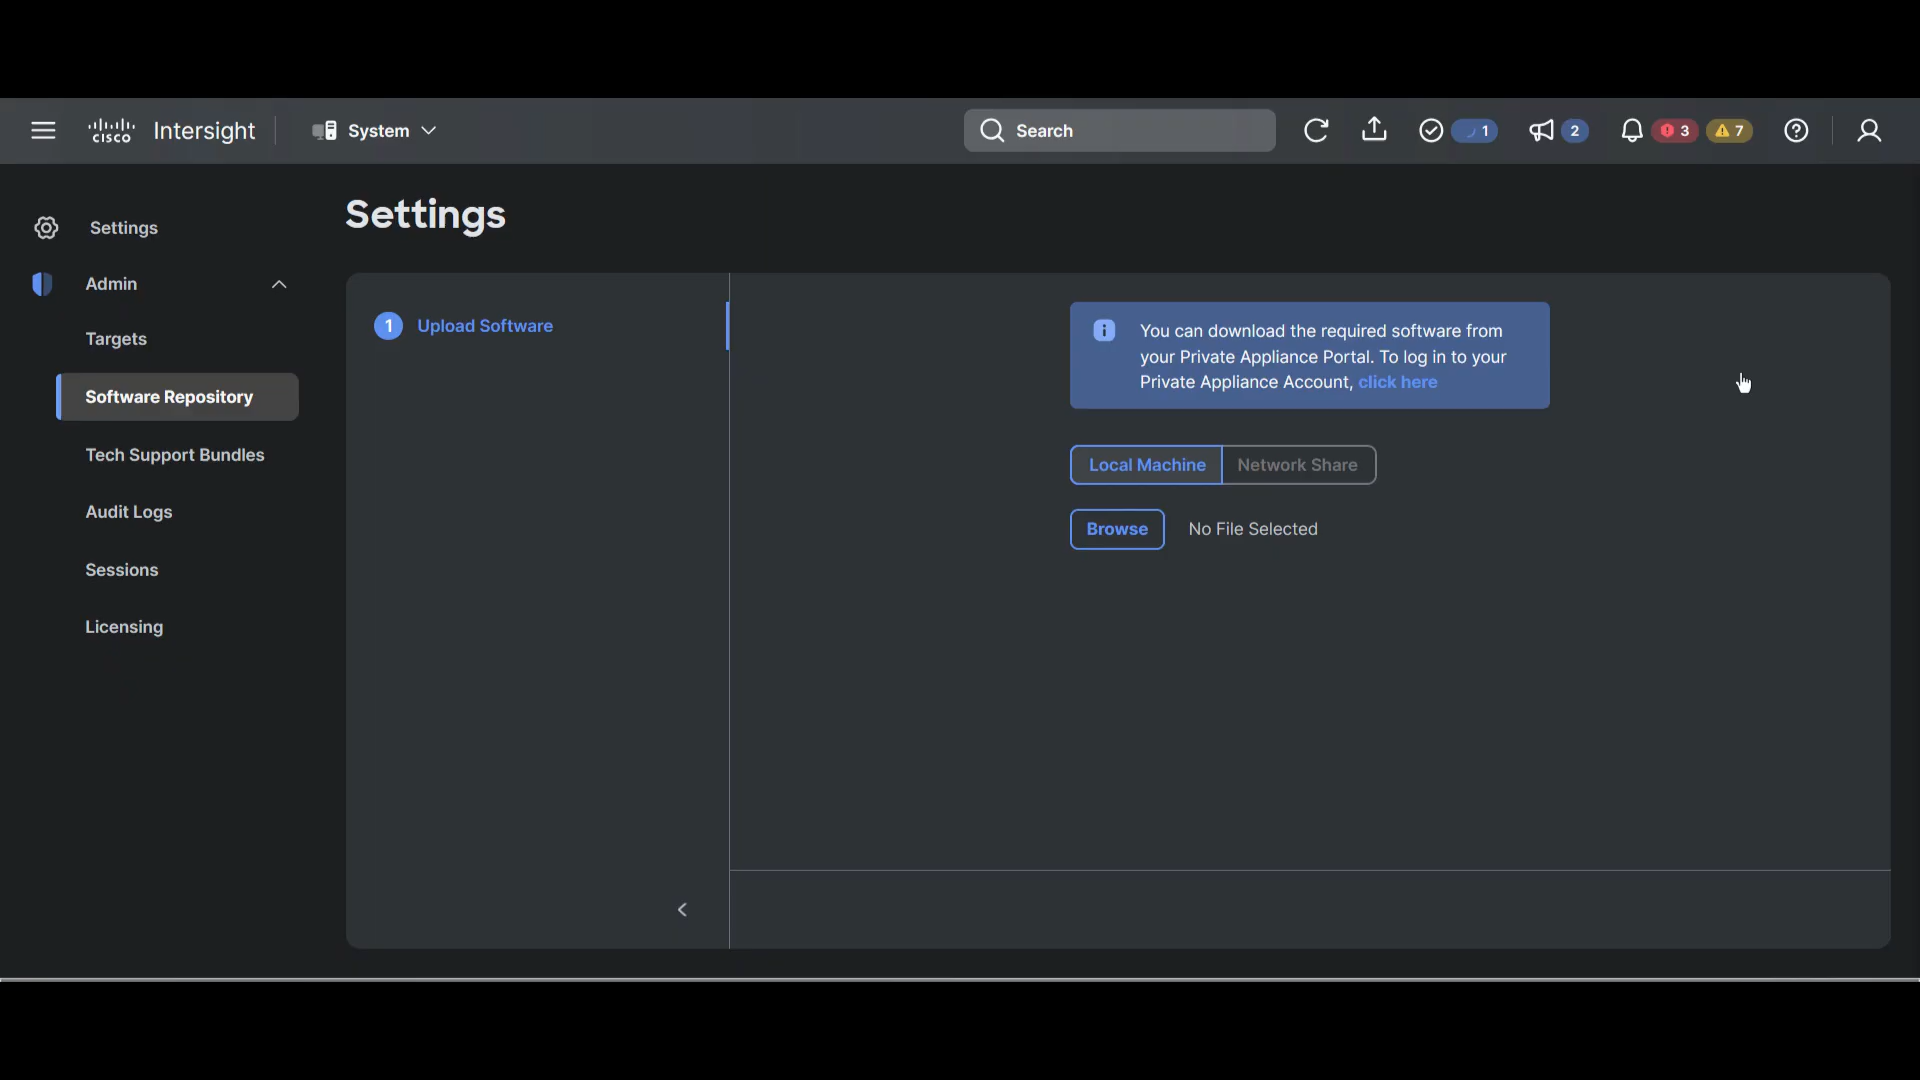 CISCO Intersight System Search 1 2 3 7
Settings
Settings
Admin
Targets
Software Repository
Tech Support Bundles
Audit Logs
Sessions
Licensing
1 Upload Software
You can download the required software from
your Private Appliance Portal. To log in to your
Private Appliance Account, click here
Local Machine Network Share
Browse No File Selected